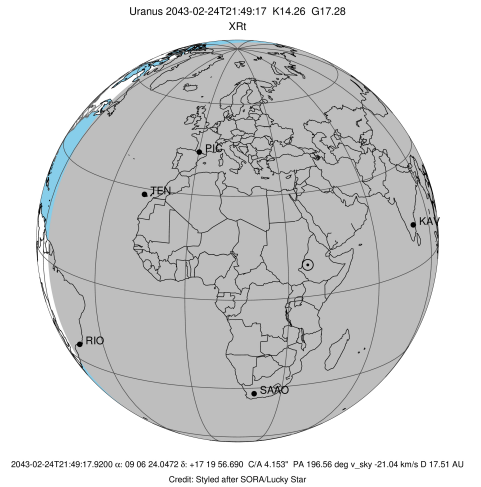 Uranus 2043-02-24T21:49:17 K14.26 G17.28
XRt
PIC
TEN
KAV
RIO
SAAO
2043-02-24T21:49:17.9200 α: 09 06 24.0472 δ: +17 19 56.690 C/A 4.153" PA 196.56 deg v_sky -21.04 km/s D 17.51 AU
Credit: Styled after SORA/Lucky Star